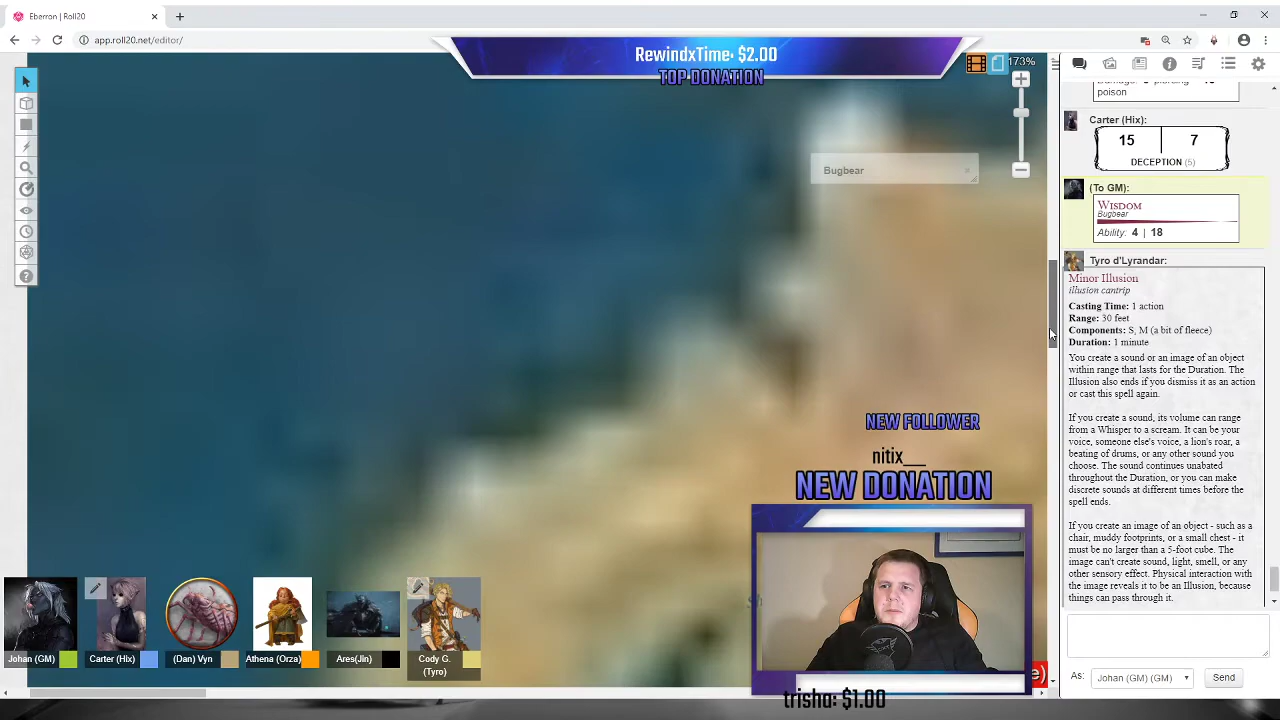 Eberron | Roll20
app.roll20.net/editor/
RewindxTime: $2.00
TOP DONATION
173%
Bugbear
poison
Carter (Hix):
15 7
DECEPTION (5)
(To GM):
WISDOM
Bugbear
Ability: 4 | 18
Tyro d'Lyrandar:
Minor Illusion
illusion cantrip
Casting Time: 1 action
Range: 30 feet
Components: S, M (a bit of fleece)
Duration: 1 minute
You create a sound or an image of an object
within range that lasts for the Duration. The
Illusion also ends if you dismiss it as an action
or cast this spell again.
If you create a sound, its volume can range
from a Whisper to a scream. It can be your
voice, someone else's voice, a lion's roar, a
beating of drums, or any other sound you
choose. The sound continues unabated
throughout the Duration, or you can make
discrete sounds at different times before the
spell ends.
If you create an image of an object - such as a
chair, muddy footprints, or a small chest - it
must be no larger than a 5-foot cube. The
image can't create sound, light, smell, or any
other sensory effect. Physical interaction with
the image reveals it to be an Illusion, because
things can pass through it.
NEW FOLLOWER
nitix__
NEW DONATION
trisha: $1.00
Johan (GM)
Carter (Hix)
(Dan) Vyn
Athena (Orza)
Ares(Jin)
Cody G.
(Tyro)
As:
Johan (GM) (GM)
Send